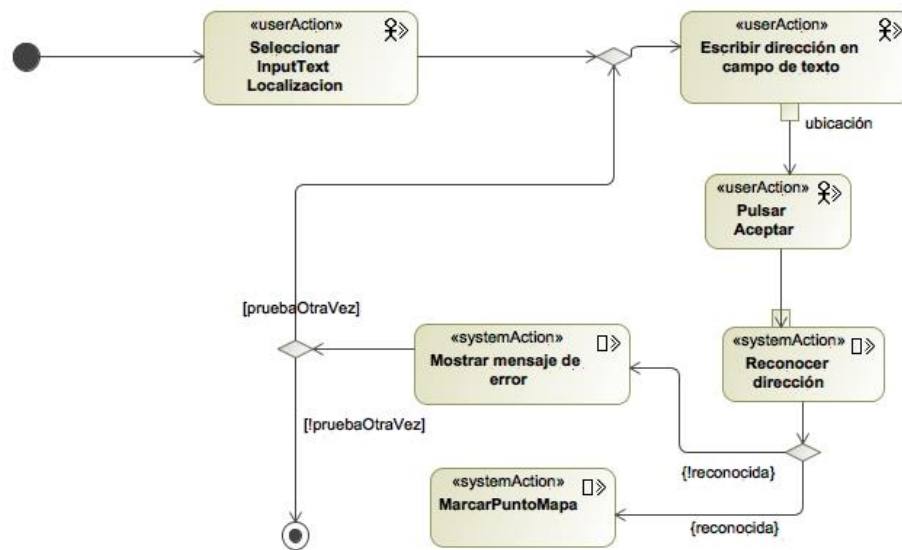 «userAction»
Seleccionar
InputText
Localizacion
«userAction»
Escribir dirección en
campo de texto
ubicación
«userAction»
Pulsar
Aceptar
[pruebaOtraVez]
«systemAction»
Mostrar mensaje de
error
«systemAction»
Reconocer
dirección
[!pruebaOtraVez]
{!reconocida}
«systemAction»
MarcarPuntoMapa
{reconocida}